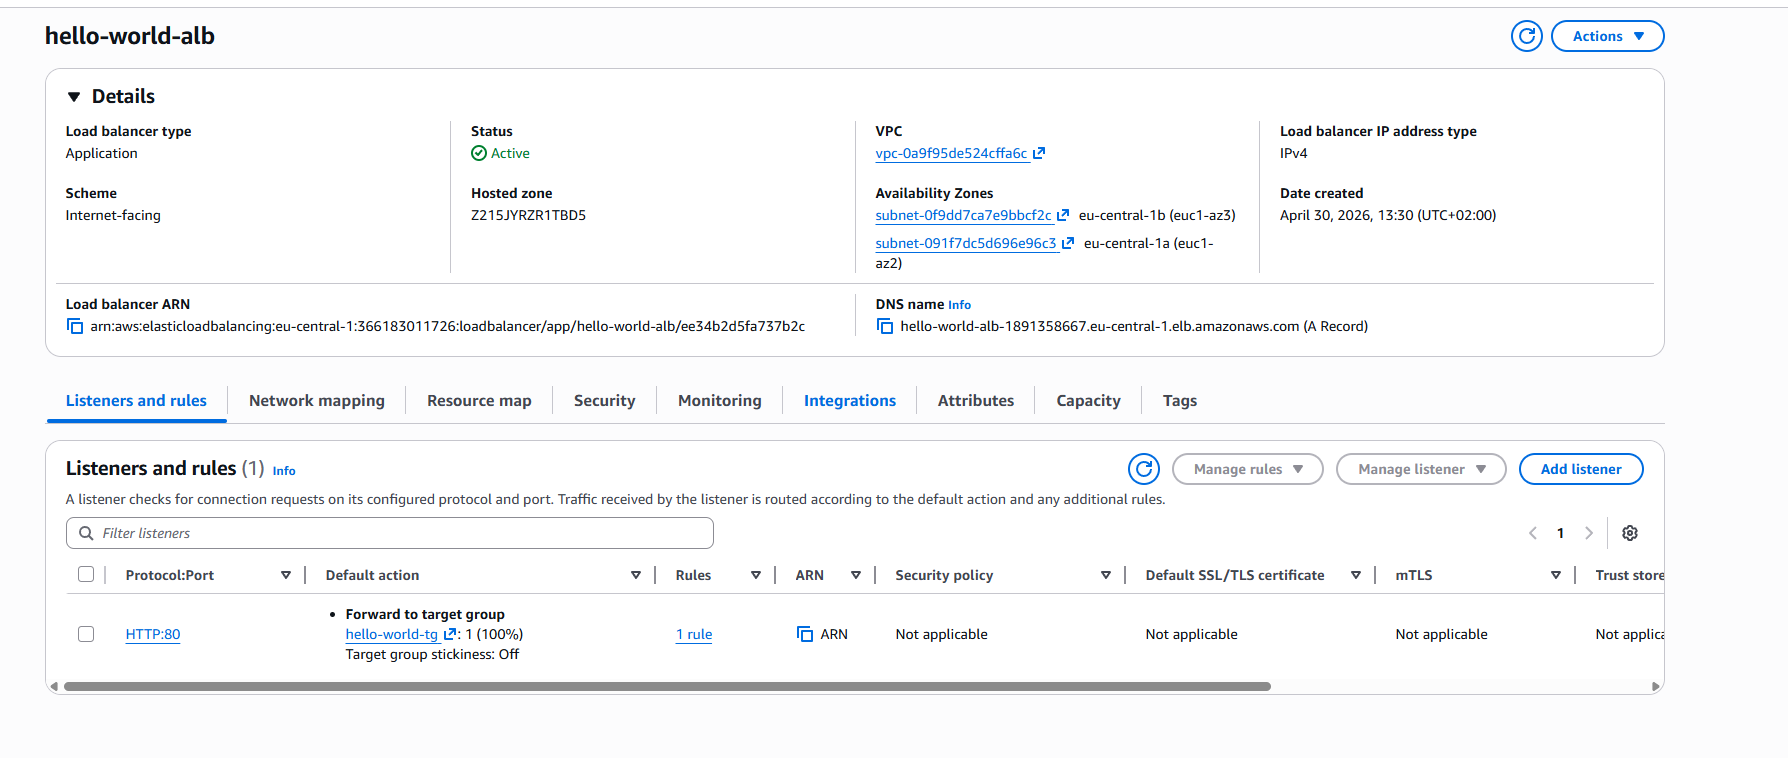 hello-world-alb
Actions
Details
Load balancer type
Application
Status
Active
VPC
vpc-0a9f95de524cffa6c
Load balancer IP address type
IPv4
Scheme
Internet-facing
Hosted zone
Z215JYRZR1TBD5
Availability Zones
subnet-0f9dd7ca7e9bbcf2c eu-central-1b (euc1-az3)
subnet-091f7dc5d696e96c3 eu-central-1a (euc1-
az2)
Date created
April 30, 2026, 13:30 (UTC+02:00)
Load balancer ARN
arn:aws:elasticloadbalancing:eu-central-1:366183011726:loadbalancer/app/hello-world-alb/ee34b2d5fa737b2c
DNS name Info
hello-world-alb-1891358667.eu-central-1.elb.amazonaws.com (A Record)
Listeners and rules Network mapping Resource map Security Monitoring Integrations Attributes Capacity Tags
Listeners and rules (1) Info
Manage rules Manage listener Add listener
A listener checks for connection requests on its configured protocol and port. Traffic received by the listener is routed according to the default action and any additional rules.
Filter listeners
1
Protocol:Port Default action Rules ARN Security policy Default SSL/TLS certificate mTLS Trust store
HTTP:80
• Forward to target group
hello-world-tg : 1 (100%)
Target group stickiness: Off
1 rule
ARN
Not applicable
Not applicable
Not applicable
Not applica